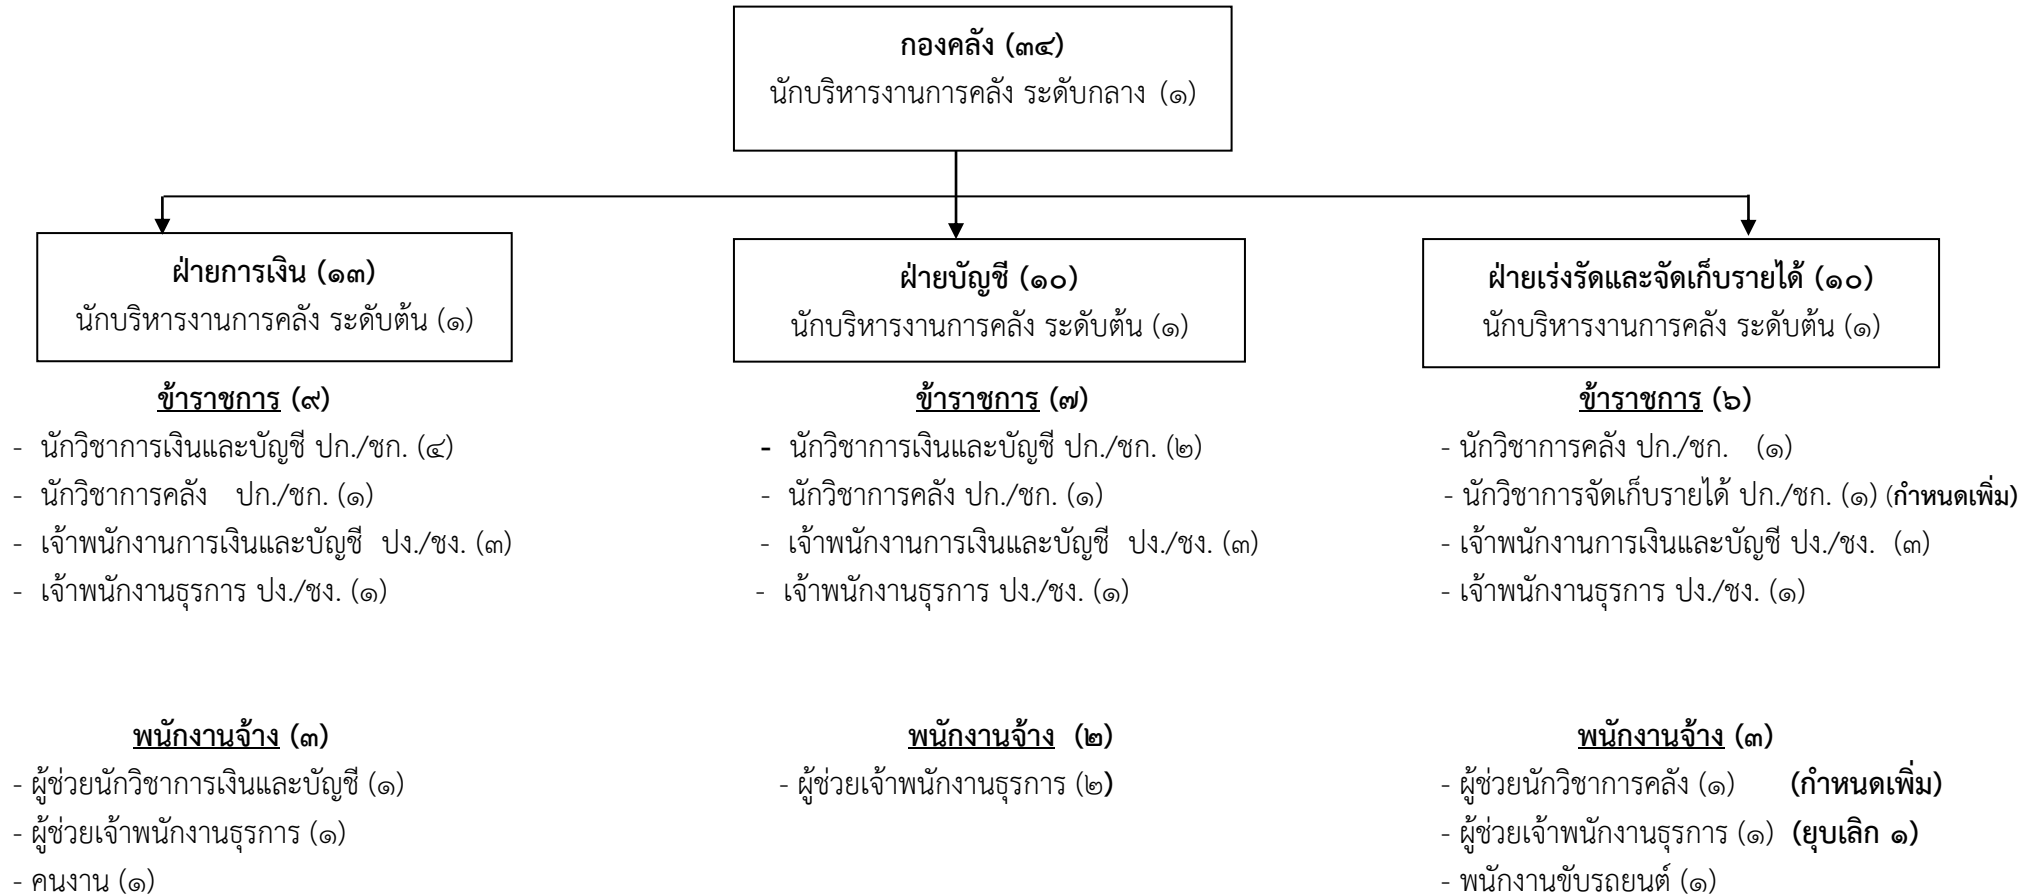 กองคลัง (๓๔)
นักบริหารงานการคลัง ระดับกลาง (๑)
ฝ่ายการเงิน (๑๓)
นักบริหารงานการคลัง ระดับต้น (๑)
ข้าราชการ (๙)
- นักวิชาการเงินและบัญชี ปก./ชก. (๔)
- นักวิชาการคลัง ปก./ชก. (๑)
- เจ้าพนักงานการเงินและบัญชี ปง./ชง. (๓)
- เจ้าพนักงานธุรการ ปง./ชง. (๑)
พนักงานจ้าง (๓)
- ผู้ช่วยนักวิชาการเงินและบัญชี (๑)
- ผู้ช่วยเจ้าพนักงานธุรการ (๑)
- คนงาน (๑)
ฝ่ายบัญชี (๑๐)
นักบริหารงานการคลัง ระดับต้น (๑)
ข้าราชการ (๗)
- นักวิชาการเงินและบัญชี ปก./ชก. (๒)
- นักวิชาการคลัง ปก./ชก. (๑)
- เจ้าพนักงานการเงินและบัญชี ปง./ชง. (๓)
- เจ้าพนักงานธุรการ ปง./ชง. (๑)
พนักงานจ้าง (๒)
- ผู้ช่วยเจ้าพนักงานธุรการ (๒)
ฝ่ายเร่งรัดและจัดเก็บรายได้ (๑๐)
นักบริหารงานการคลัง ระดับต้น (๑)
ข้าราชการ (๖)
- นักวิชาการคลัง ปก./ชก. (๑)
- นักวิชาการจัดเก็บรายได้ ปก./ชก. (๑) (กำหนดเพิ่ม)
- เจ้าพนักงานการเงินและบัญชี ปง./ชง. (๓)
- เจ้าพนักงานธุรการ ปง./ชง. (๑)
พนักงานจ้าง (๓)
- ผู้ช่วยนักวิชาการคลัง (๑) (กำหนดเพิ่ม)
- ผู้ช่วยเจ้าพนักงานธุรการ (๑) (ยุบเลิก ๑)
- พนักงานขับรถยนต์ (๑)